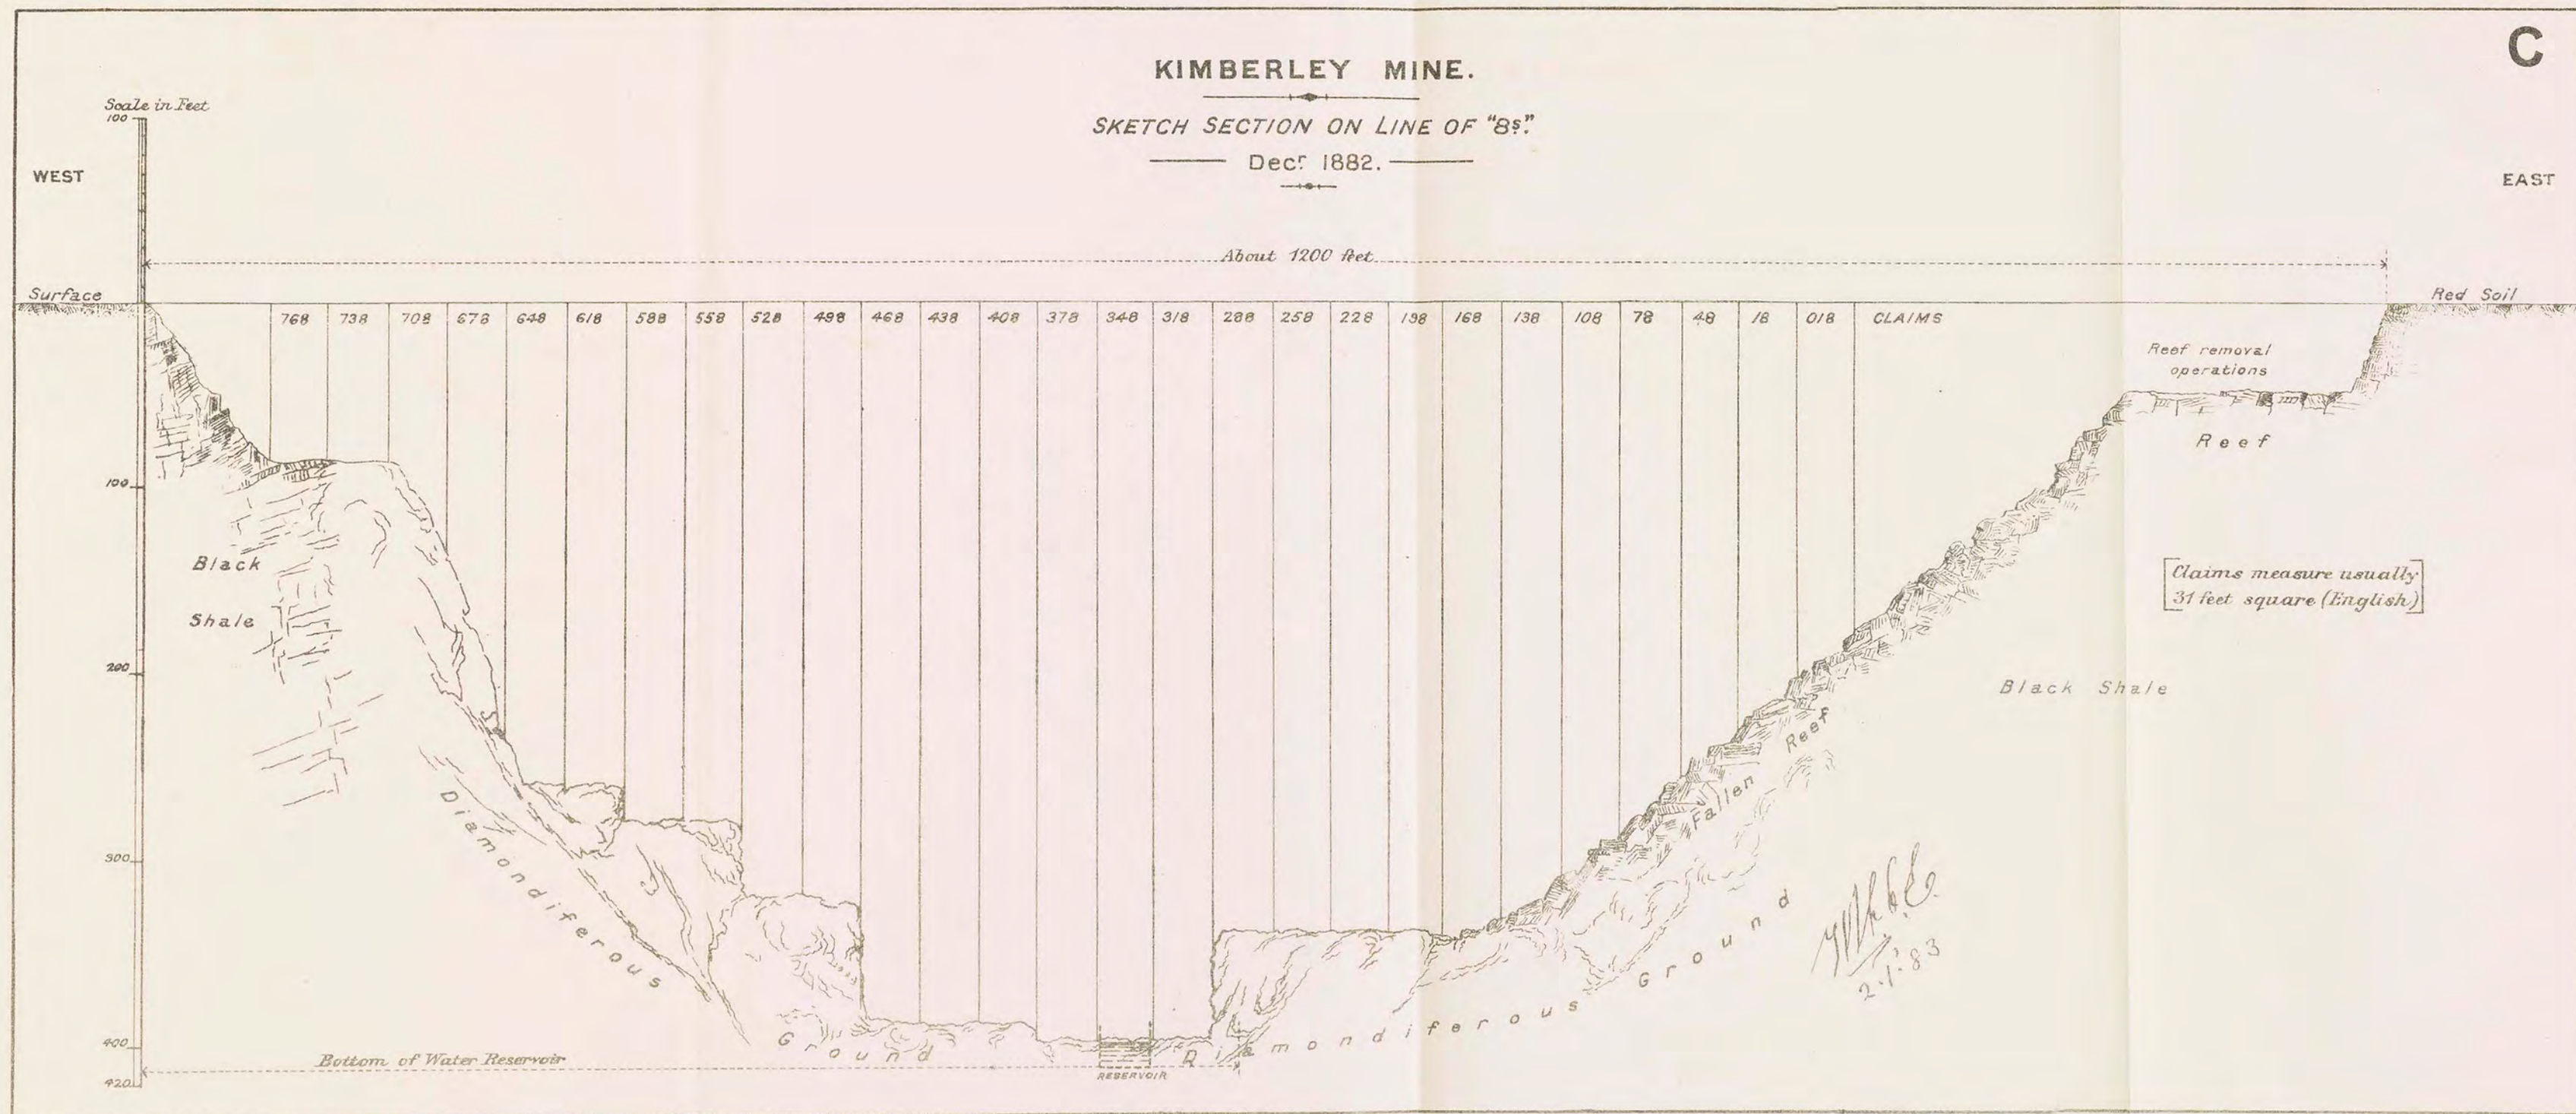 C
KIMBERLEY MINE.
SKETCH SECTION ON LINE OF "8s."
Decr. 1882.
Scale in Feet
100
WEST
EAST
About 1200 feet
Surface
Red Soil
768 738 708 678 648 618 588 558 528 498 468 438 408 378 348 318 288 258 228 198 168 138 108 78 48 18 018 CLAIMS
Reef removal
operations
Reef
100
Black
Shale
[Claims measure usually
31 feet square (English)]
200
Black Shale
Fallen Reef
Diamondiferous Ground
300
Diamondiferous Ground
2.1.83
400
Bottom of Water Reservoir
RESERVOIR
420